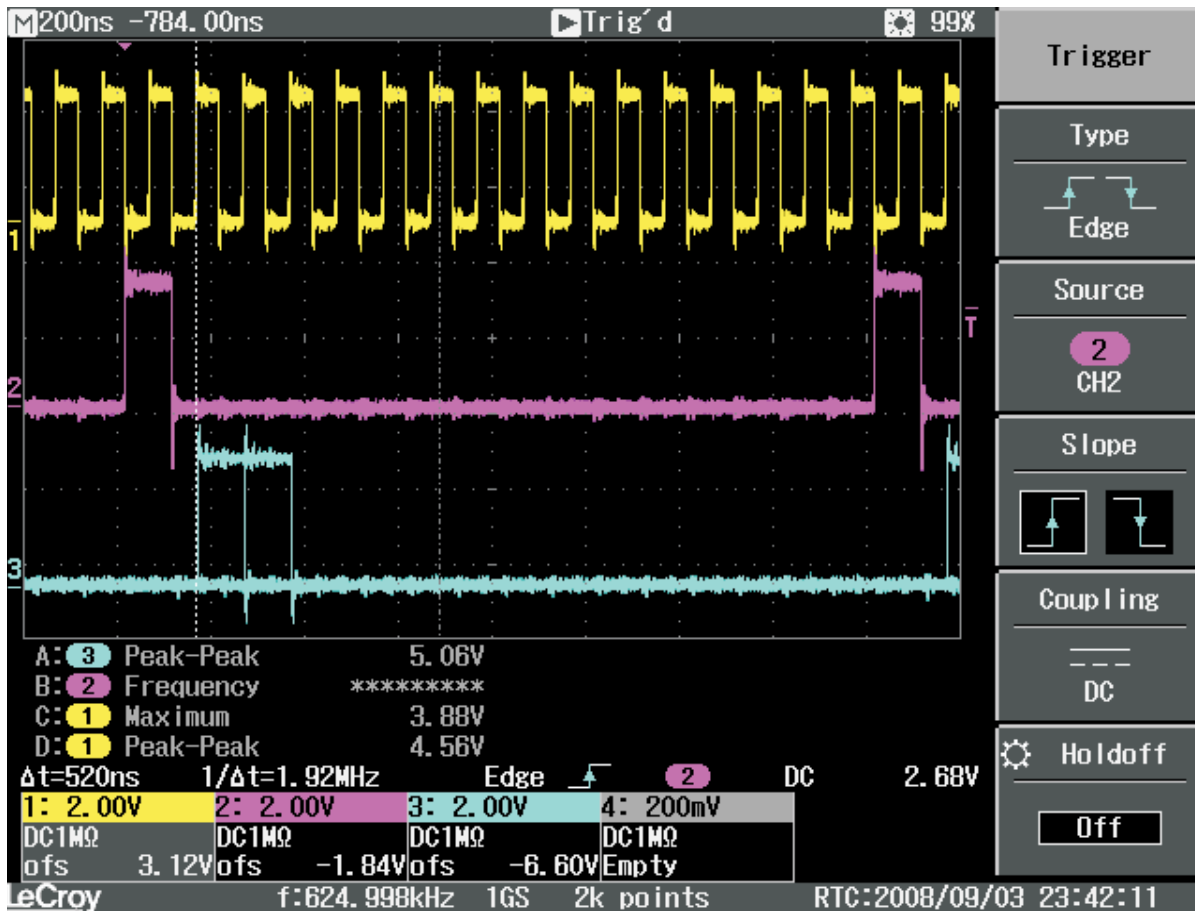 M 200ns -784.00ns Trig´d 99%
1
2
3
T
A: 3 Peak-Peak 5.06V
B: 2 Frequency *********
C: 1 Maximum 3.88V
D: 1 Peak-Peak 4.56V
Δt=520ns 1/Δt=1.92MHz Edge 2 DC 2.68V
1: 2.00V 2: 2.00V 3: 2.00V 4: 200mV
DC1MΩ DC1MΩ DC1MΩ DC1MΩ
ofs 3.12V ofs -1.84V ofs -6.60V Empty
LeCroy f:624.998kHz 1GS 2k points RTC:2008/09/03 23:42:11
Trigger
Type
Edge
Source
2
CH2
Slope
Coupling
DC
Holdoff
Off